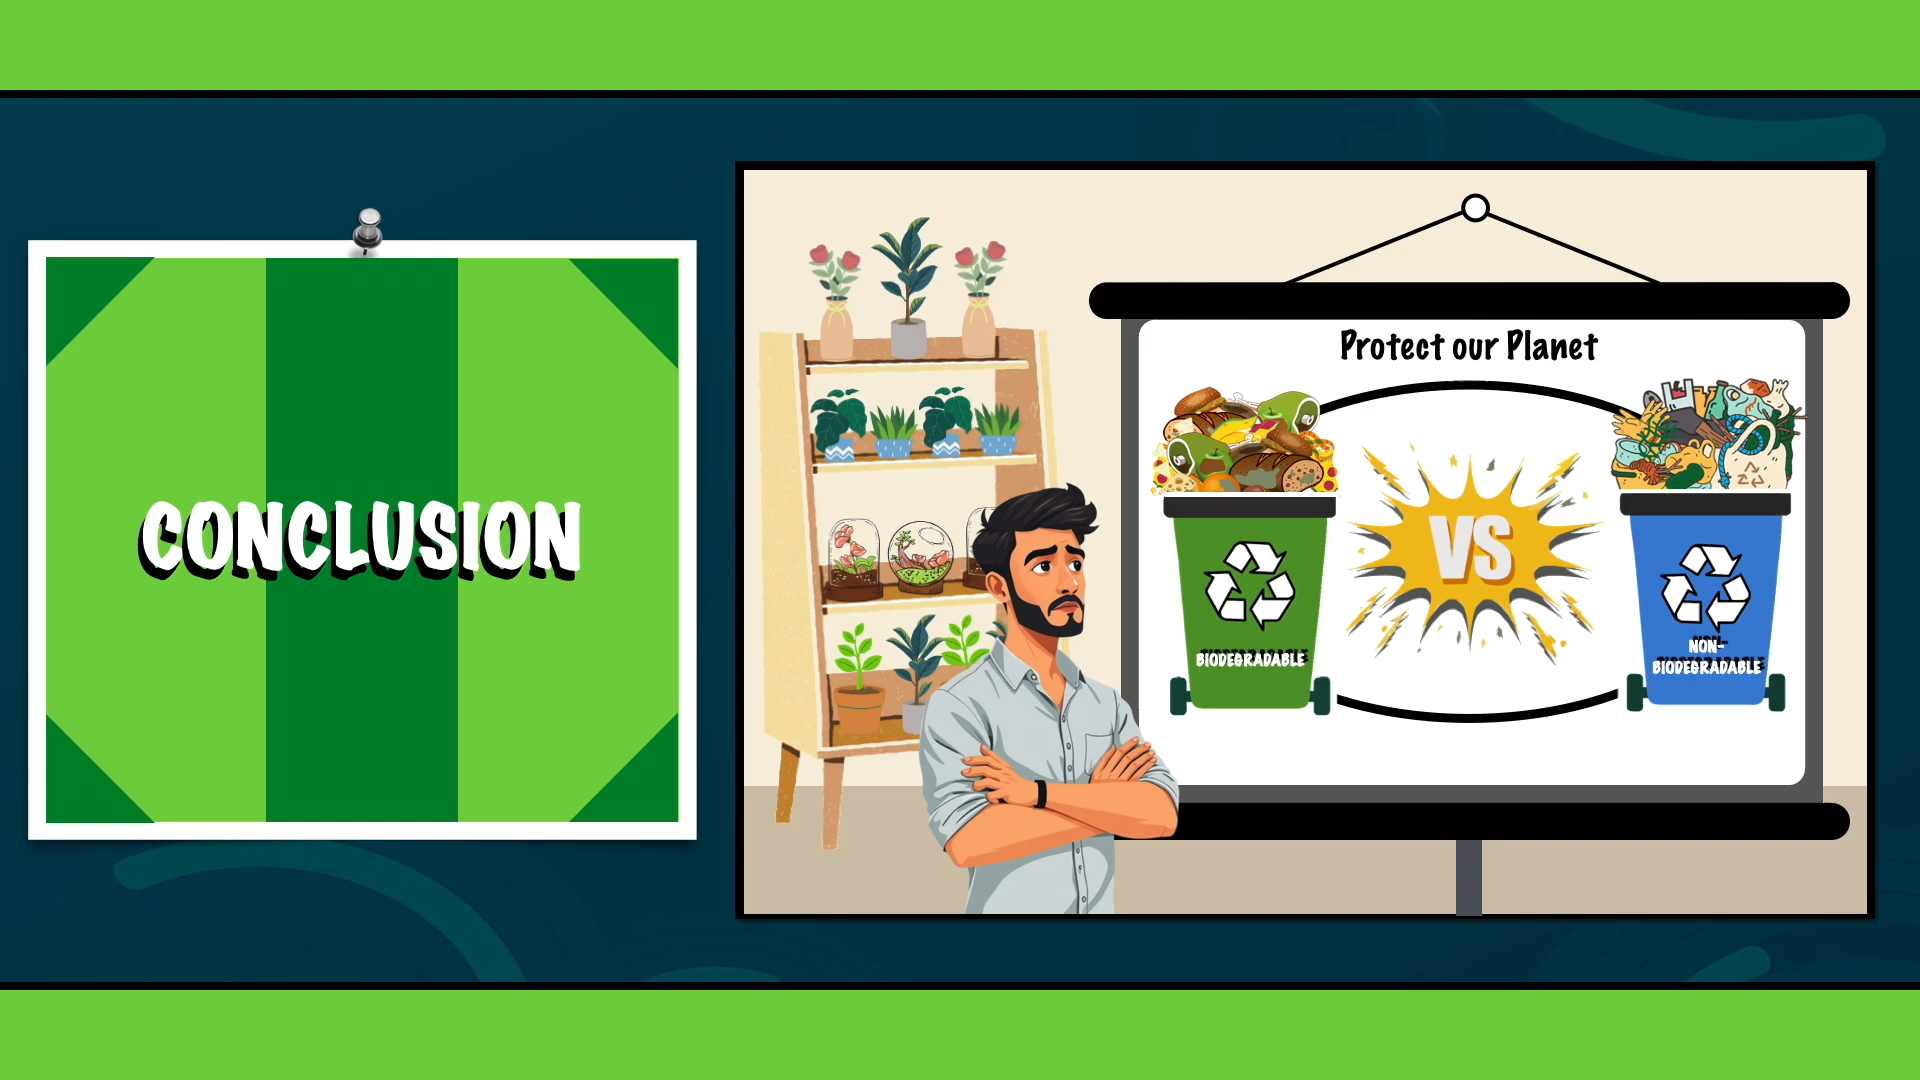 CONCLUSION
Protect our Planet
VS
BIODEGRADABLE
NON-
BIODEGRADABLE